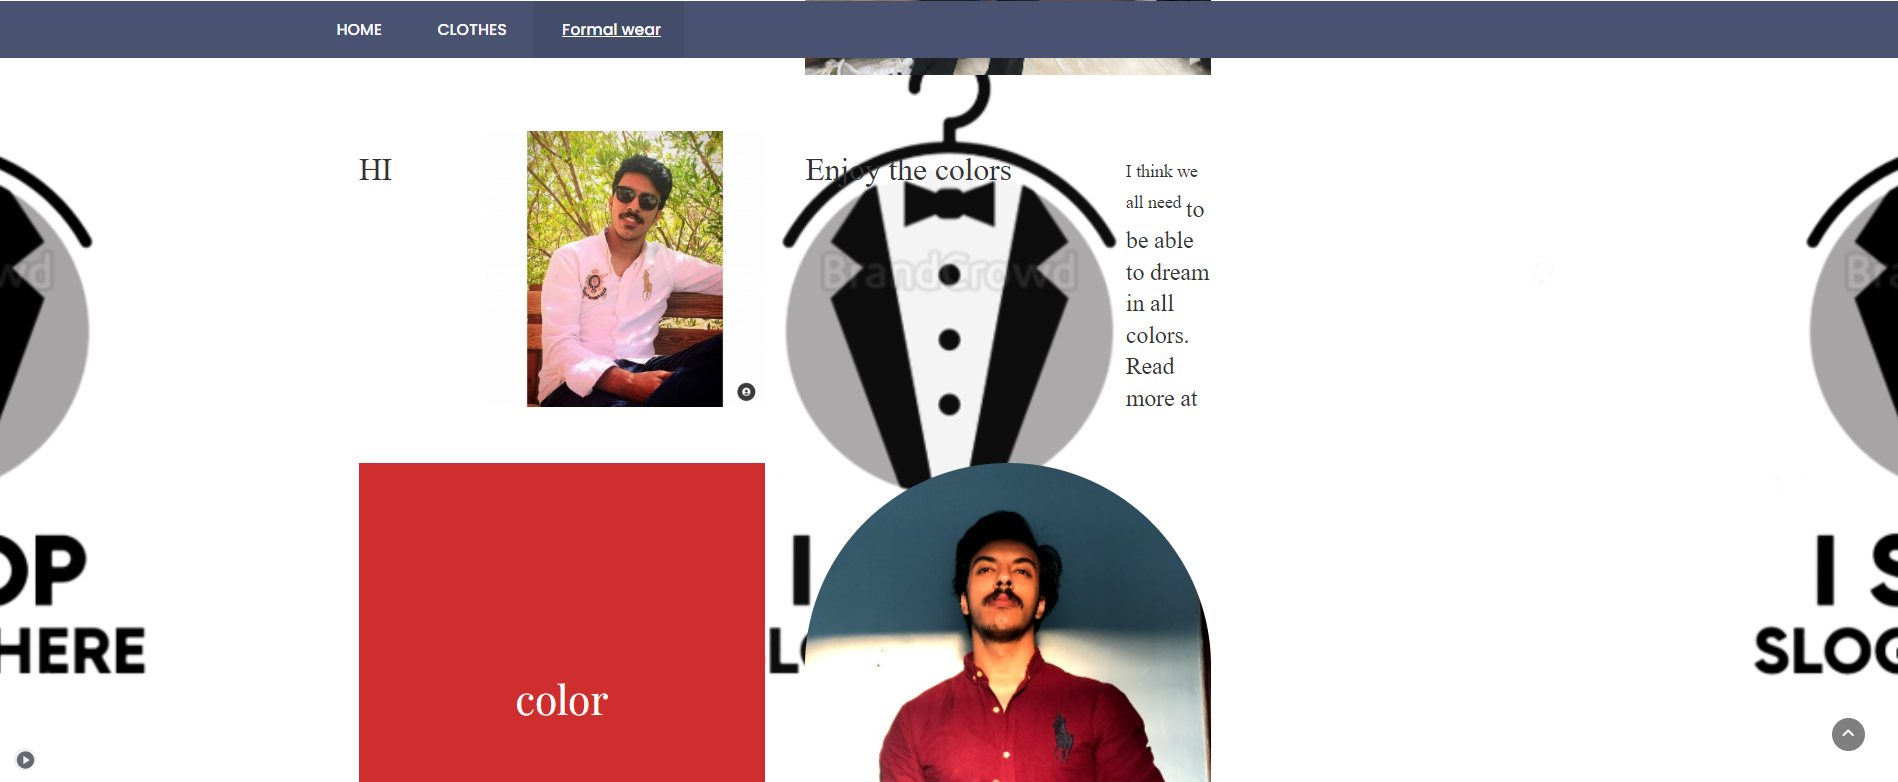 HOME CLOTHES Formal wear
HI
Enjoy the colors
I think we
all need to
be able
to dream
in all
colors.
Read
more at
BrandCrowd
color
OP
HERE
I
I S
SLOG